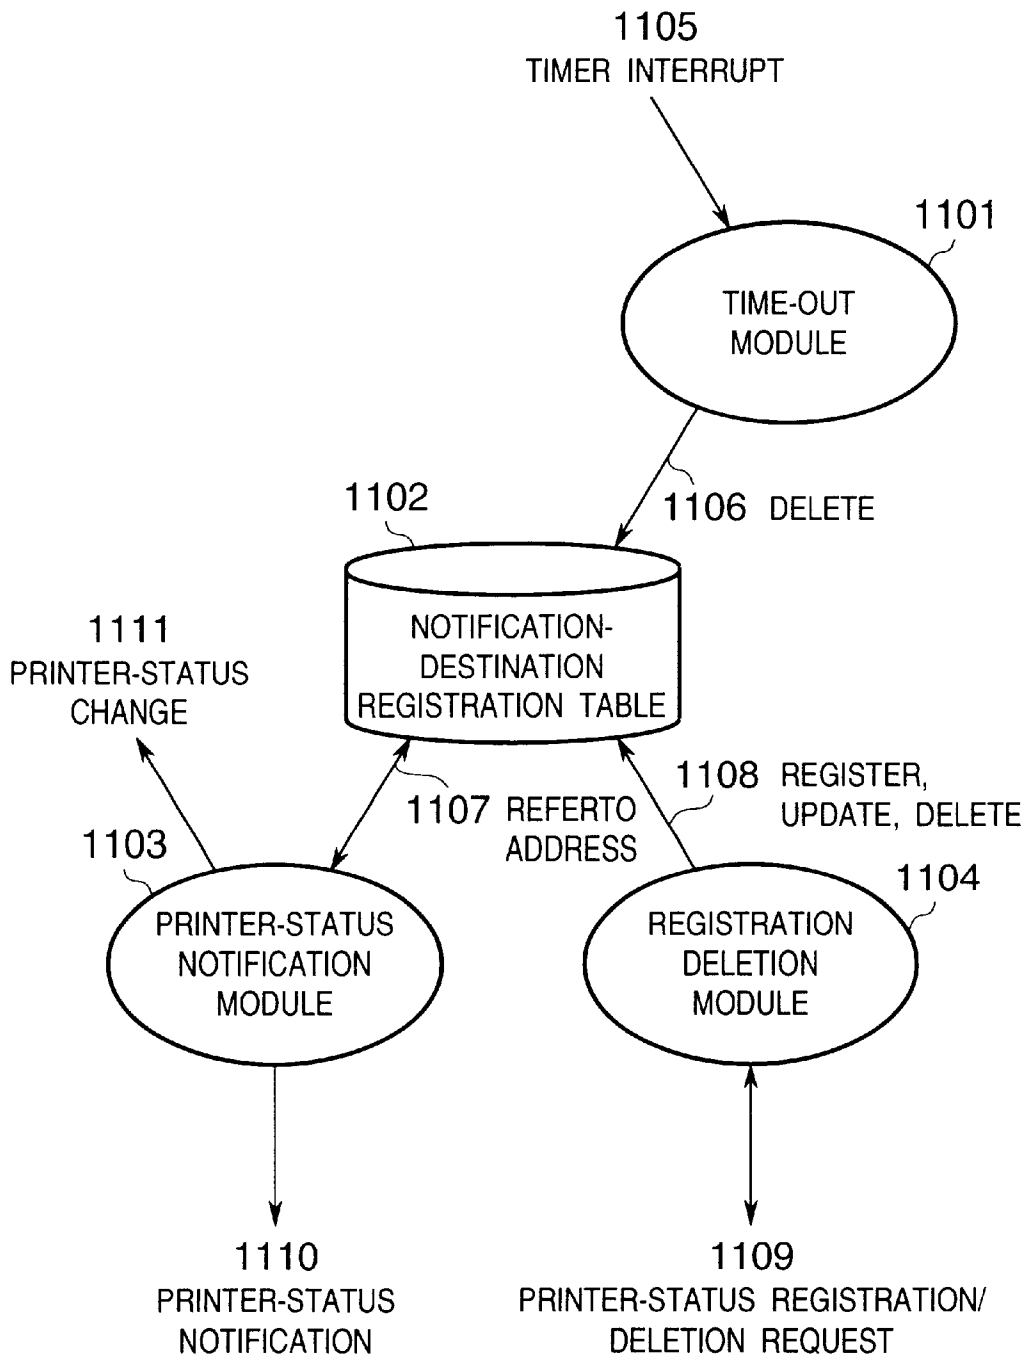 1105
TIMER INTERRUPT
1101
TIME-OUT
MODULE
1106 DELETE
1102
NOTIFICATION-
DESTINATION
REGISTRATION TABLE
1111
PRINTER-STATUS
CHANGE
1107 REFERTO
ADDRESS
1108 REGISTER,
UPDATE, DELETE
1103
PRINTER-STATUS
NOTIFICATION
MODULE
1104
REGISTRATION
DELETION
MODULE
1110
PRINTER-STATUS
NOTIFICATION
1109
PRINTER-STATUS REGISTRATION/
DELETION REQUEST